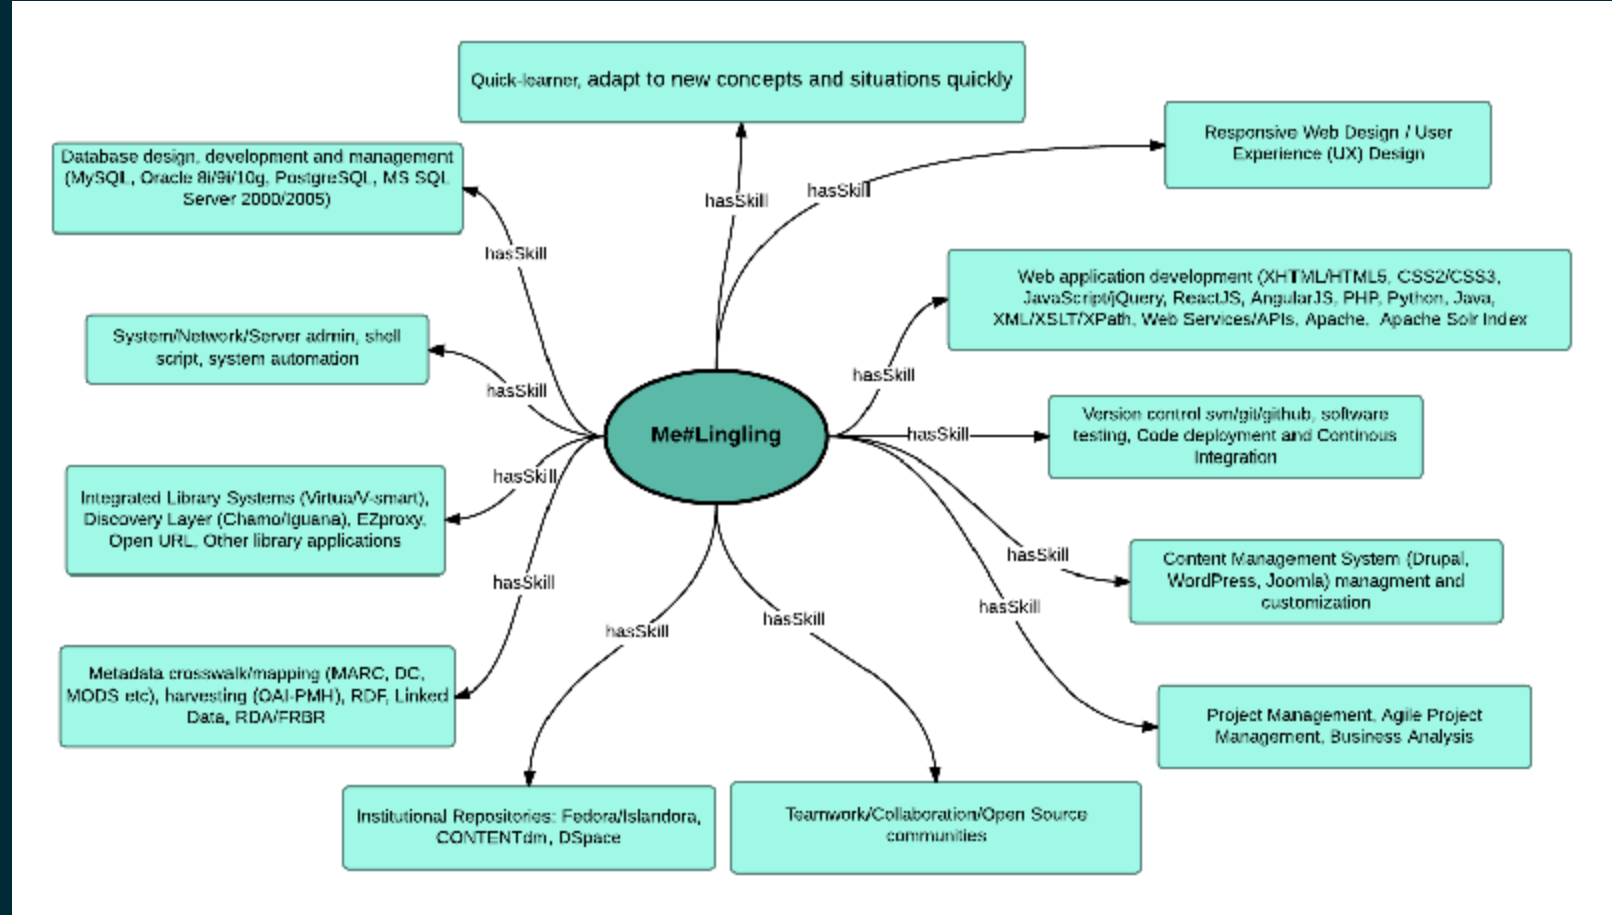 Quick-learner, adapt to new concepts and situations quickly
Responsive Web Design / User
Experience (UX) Design
Database design, development and management
(MySQL, Oracle 8i/9i/10g, PostgreSQL, MS SQL
Server 2000/2005)
hasSkill
hasSkill
hasSkill
Web application development (XHTML/HTML5, CSS2/CSS3,
JavaScript/jQuery, ReactJS, AngularJS, PHP, Python, Java,
XML/XSLT/XPath, Web Services/APIs, Apache, Apache Solr Index
System/Network/Server admin, shell
script, system automation
hasSkill
hasSkill
Me#Lingling
hasSkill
Version control svn/git/github, software
testing, Code deployment and Continous
Integration
hasSkill
Integrated Library Systems (Virtua/V-smart),
Discovery Layer (Chamo/Iguana), EZproxy,
Open URL, Other library applications
hasSkill
Content Management System (Drupal,
WordPress, Joomla) managment and
customization
hasSkill
hasSkill
hasSkill
hasSkill
Metadata crosswalk/mapping (MARC, DC,
MODS etc), harvesting (OAI-PMH), RDF, Linked
Data, RDA/FRBR
Project Management, Agile Project
Management, Business Analysis
Institutional Repositories: Fedora/Islandora,
CONTENTdm, DSpace
Teamwork/Collaboration/Open Source
communities